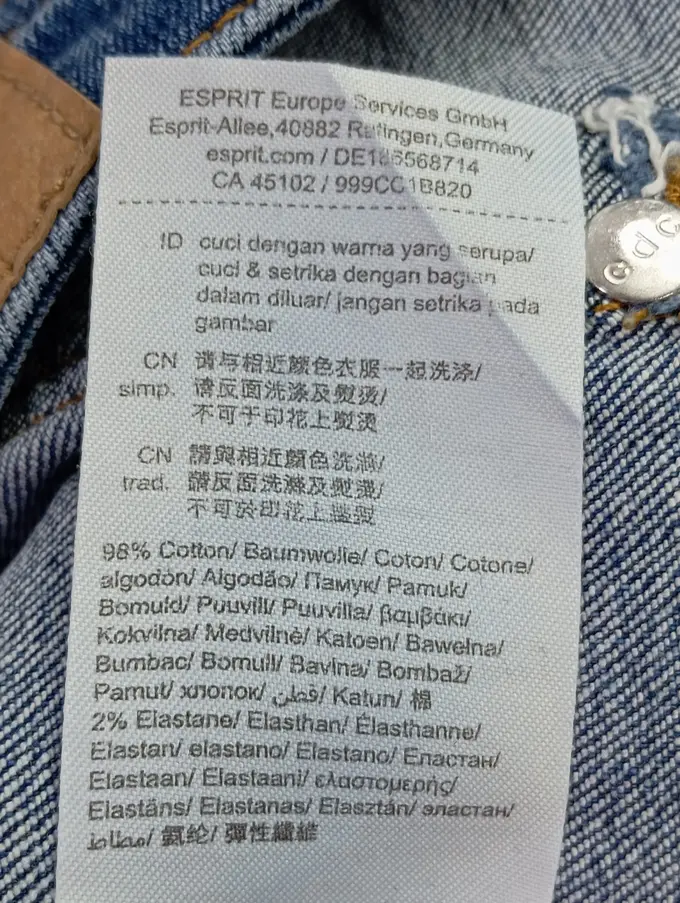 ESPRIT Europe Services GmbH
Esprit-Allee,40882 Ratingen,Germany
esprit.com / DE1
CA 45102 / 999CC1B820
ID cuci dengan warna yang serupa/
cuci & setrika dengan bagian
dalam diluar/ jangan setrika pada
gambar
CN 请与相近颜色衣服一起洗涤/
simp. 请反面洗涤及熨烫/
不可于印花上熨烫
CN 請與相近顏色洗滌/
trad. 請反面洗滌及熨燙/
不可於印花上熨燙
98% Cotton/ Baumwolle/ Coton/ Cotone/
algodón/ Algodão/ Памук/ Pamuk/
Bomuld/ Puuvill/ Puuvilla/ βαμβάκι/
Kokvilna/ Medvilnė/ Katoen/ Bawełna/
Bumbac/ Bomull/ Bavlna/ Bombaž/
Pamut/ хлопок/ قطن/ Katun/ 棉
2% Elastane/ Elasthan/ Élasthanne/
Elastan/ elastano/ Elastano/ Еластан/
Elastaan/ Elastaani/ ελαστομερής/
Elastāns/ Elastanas/ Elasztán/ эластан/
مطاط/ 氨纶/ 彈性纖維